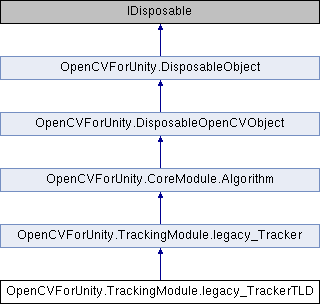 IDisposable
OpenCVForUnity.DisposableObject
OpenCVForUnity.DisposableOpenCVObject
OpenCVForUnity.CoreModule.Algorithm
OpenCVForUnity.TrackingModule.legacy_Tracker
OpenCVForUnity.TrackingModule.legacy_TrackerTLD